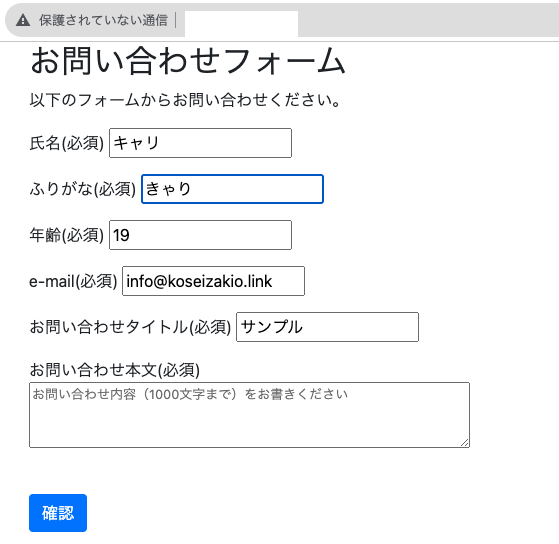 保護されていない通信
お問い合わせフォーム
以下のフォームからお問い合わせください。
氏名(必須) キャリ
ふりがな(必須) きゃり
年齢(必須) 19
e-mail(必須) info@koseizakio.link
お問い合わせタイトル(必須) サンプル
お問い合わせ本文(必須)
お問い合わせ内容（1000文字まで）をお書きください
確認